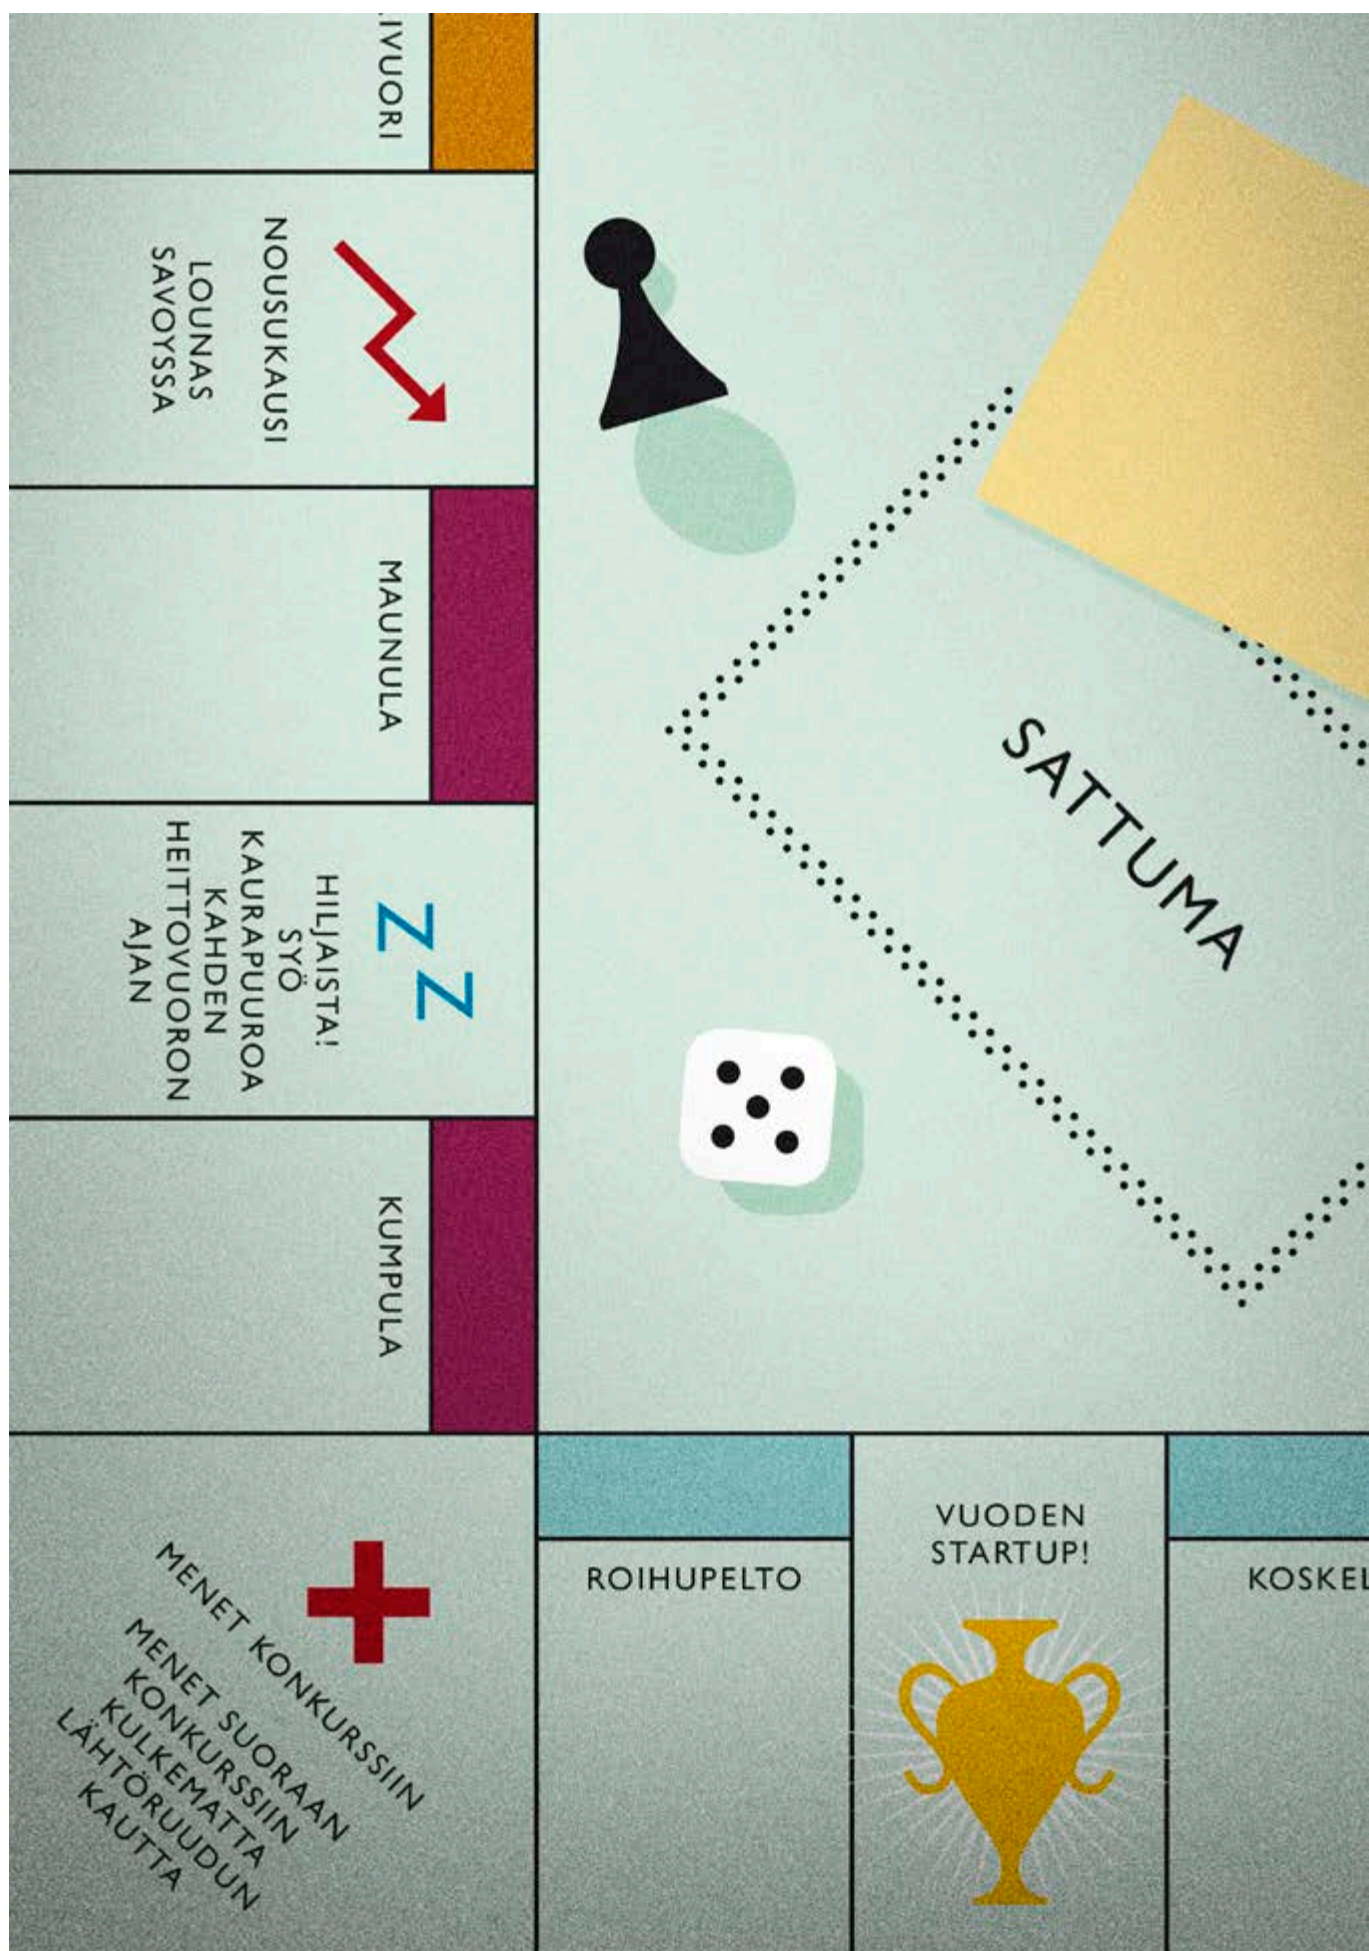 .IVUORI
NOUSUKAUSI
LOUNAS
SAVOYSSA
MAUNULA
Z Z
HILJAISTA!
SYÖ
KAURAPUUROA
KAHDEN
HEITTOVUORON
AJAN
KUMPULA
SATTUMA
MENET KONKURSSIIN
MENET SUORAAN
KONKURSSIIN
KULKEMATTA
LÄHTÖRUUDUN
KAUTTA
ROIHUPELTO
VUODEN
STARTUP!
KOSKEL